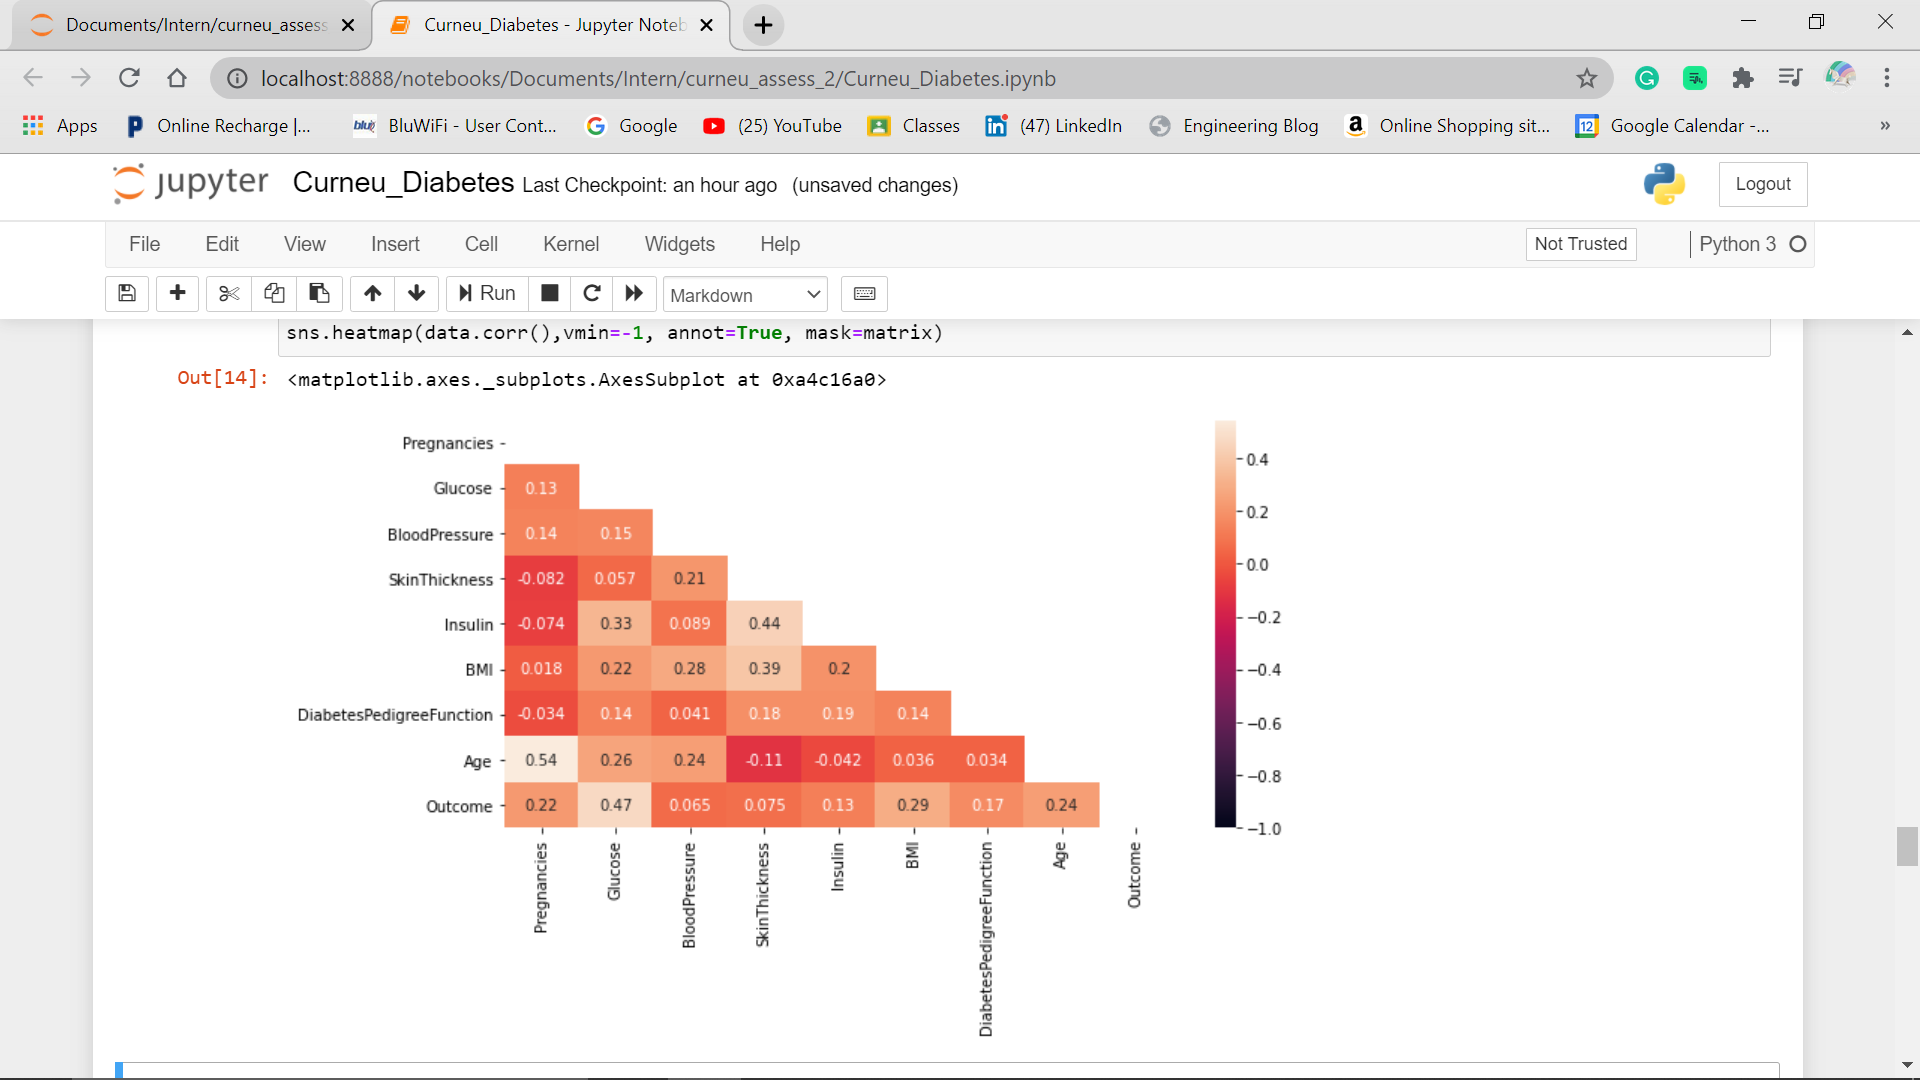 Documents/Intern/curneu_assess
Curneu_Diabetes - Jupyter Noteb
localhost:8888/notebooks/Documents/Intern/curneu_assess_2/Curneu_Diabetes.ipynb
Apps
Online Recharge |...
BluWiFi - User Cont...
Google
(25) YouTube
Classes
(47) LinkedIn
Engineering Blog
Online Shopping sit...
12
Google Calendar -...
»
jupyter Curneu_Diabetes Last Checkpoint: an hour ago (unsaved changes)
Logout
File Edit View Insert Cell Kernel Widgets Help
Not Trusted
Python 3
Run
Markdown
sns.heatmap(data.corr(),vmin=-1, annot=True, mask=matrix)
Out[14]: <matplotlib.axes._subplots.AxesSubplot at 0xa4c16a0>
Pregnancies
Glucose 0.13
BloodPressure 0.14 0.15
SkinThickness -0.082 0.057 0.21
Insulin -0.074 0.33 0.089 0.44
BMI 0.018 0.22 0.28 0.39 0.2
DiabetesPedigreeFunction -0.034 0.14 0.041 0.18 0.19 0.14
Age 0.54 0.26 0.24 -0.11 -0.042 0.036 0.034
Outcome 0.22 0.47 0.065 0.075 0.13 0.29 0.17 0.24
Pregnancies
Glucose
BloodPressure
SkinThickness
Insulin
BMI
DiabetesPedigreeFunction
Age
Outcome
0.4
0.2
0.0
−0.2
−0.4
−0.6
−0.8
−1.0